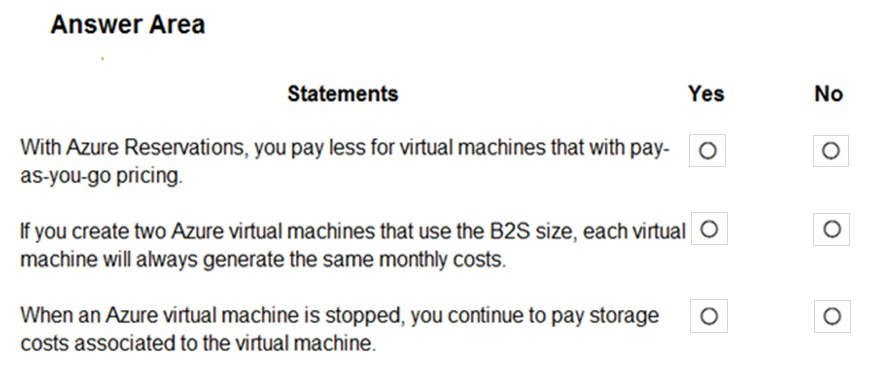 Answer Area
Statements Yes No
With Azure Reservations, you pay less for virtual machines that with pay-
as-you-go pricing.
If you create two Azure virtual machines that use the B2S size, each virtual
machine will always generate the same monthly costs.
When an Azure virtual machine is stopped, you continue to pay storage
costs associated to the virtual machine.